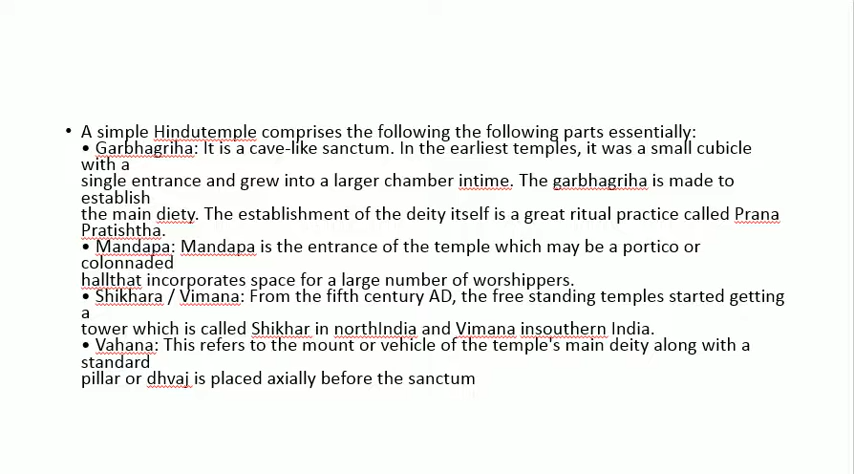 • A simple Hindutemple comprises the following the following parts essentially:
• Garbhagriha: It is a cave-like sanctum. In the earliest temples, it was a small cubicle
with a
single entrance and grew into a larger chamber intime. The garbhagriha is made to
establish
the main diety. The establishment of the deity itself is a great ritual practice called Prana
Pratishtha.
• Mandapa: Mandapa is the entrance of the temple which may be a portico or
colonnaded
hallthat incorporates space for a large number of worshippers.
• Shikhara / Vimana: From the fifth century AD, the free standing temples started getting
a
tower which is called Shikhar in northIndia and Vimana insouthern India.
• Vahana: This refers to the mount or vehicle of the temple's main deity along with a
standard
pillar or dhvaj is placed axially before the sanctum